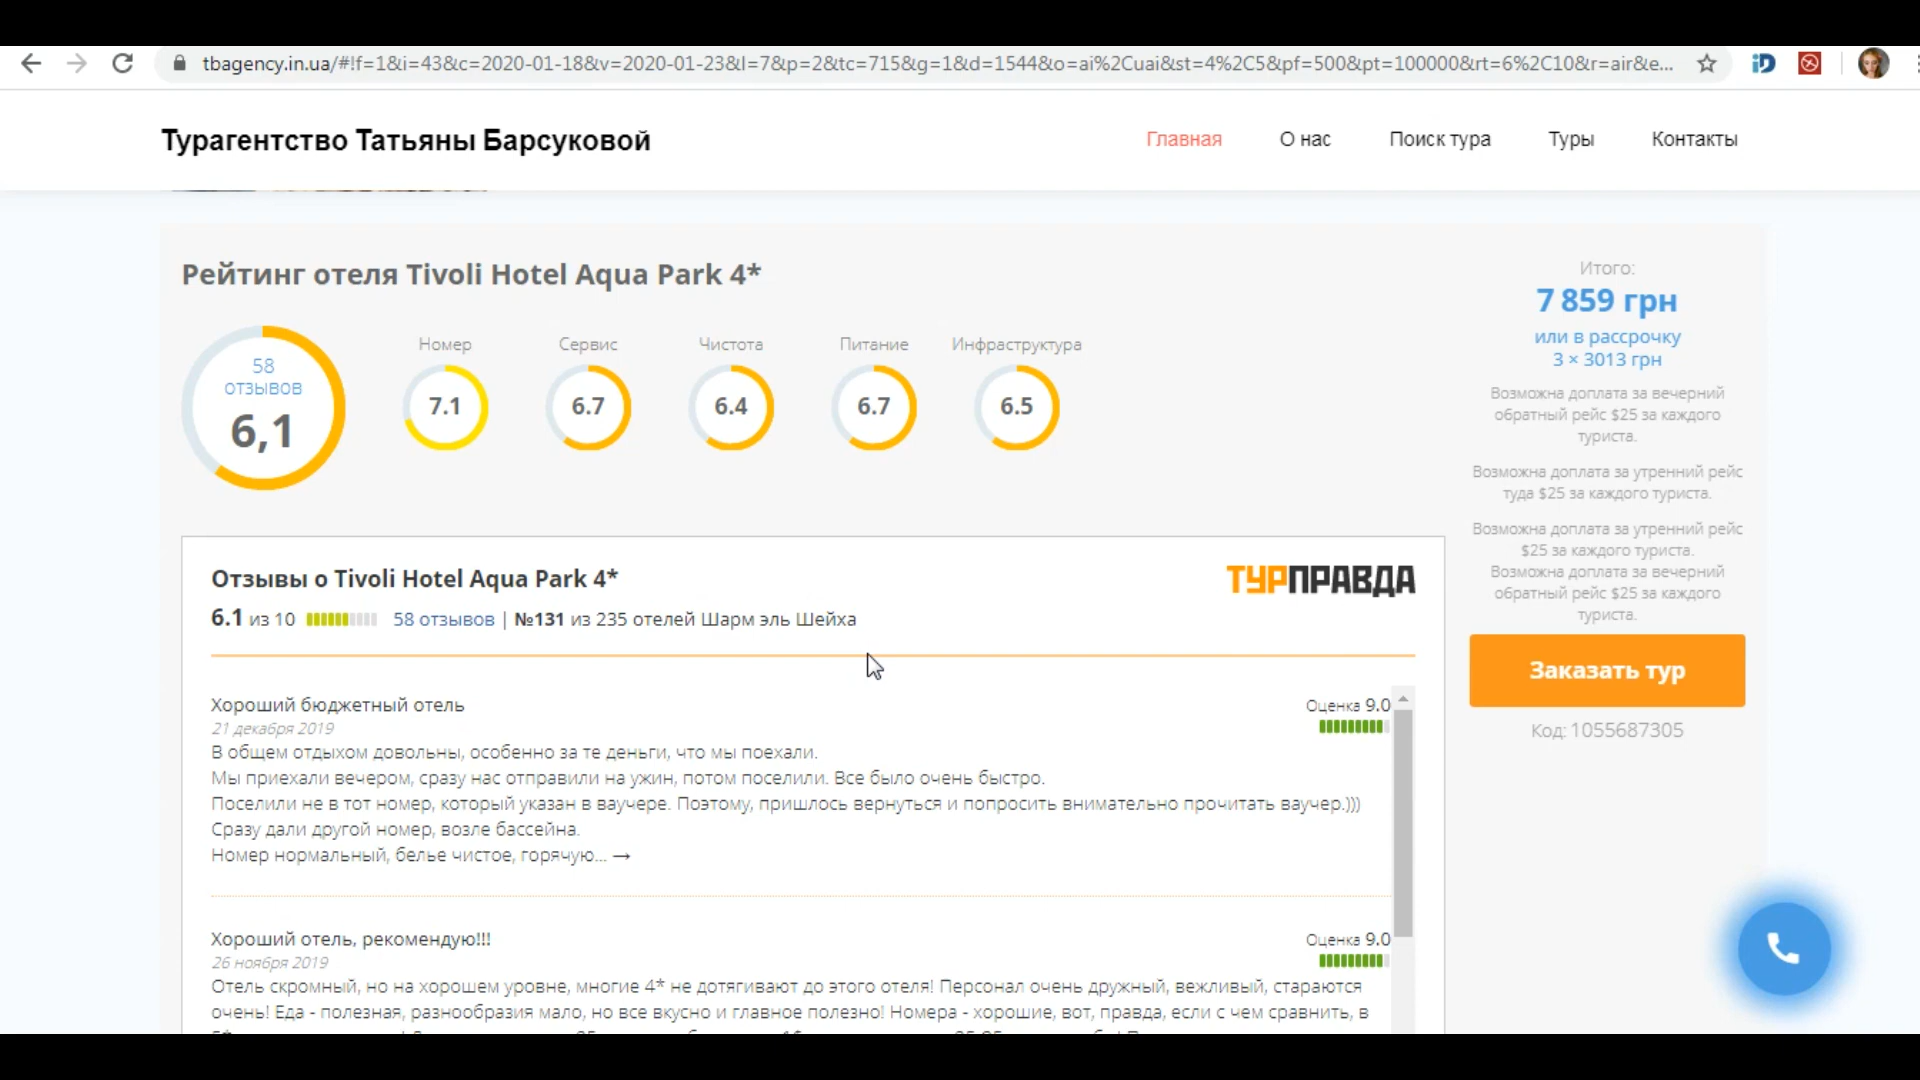 tbagency.in.ua/#!f=1&i=43&c=2020-01-18&v=2020-01-23&l=7&p=2&tc=715&g=1&d=1544&o=ai%2Cuai&st=4%2C5&pf=500&pt=100000&rt=6%2C10&r=air&e...
Турагентство Татьяны Барсуковой
Главная
О нас
Поиск тура
Туры
Контакты
Рейтинг отеля Tivoli Hotel Aqua Park 4*
58
отзывов
6,1
Номер
7.1
Сервис
6.7
Чистота
6.4
Питание
6.7
Инфраструктура
6.5
Итого:
7 859 грн
или в рассрочку
3 × 3013 грн
Возможна доплата за вечерний
обратный рейс $25 за каждого
туриста.
Возможна доплата за утренний рейс
туда $25 за каждого туриста.
Возможна доплата за утренний рейс
$25 за каждого туриста.
Возможна доплата за вечерний
обратный рейс $25 за каждого
туриста.
Заказать тур
Код: 1055687305
Отзывы о Tivoli Hotel Aqua Park 4*
ТУРПРАВДА
6.1 из 10 58 отзывов | №131 из 235 отелей Шарм эль Шейха
Хороший бюджетный отель
Оценка 9.0
21 декабря 2019
В общем отдыхом довольны, особенно за те деньги, что мы поехали.
Мы приехали вечером, сразу нас отправили на ужин, потом поселили. Все было очень быстро.
Поселили не в тот номер, который указан в ваучере. Поэтому, пришлось вернуться и попросить внимательно прочитать ваучер.)))
Сразу дали другой номер, возле бассейна.
Номер нормальный, белье чистое, горячую... →
Хороший отель, рекомендую!!!
Оценка 9.0
26 ноября 2019
Отель скромный, но на хорошем уровне, многие 4* не дотягивают до этого отеля! Персонал очень дружный, вежливый, стараются
очень! Еда - полезная, разнообразия мало, но все вкусно и главное полезно! Номера - хорошие, вот, правда, если с чем сравнить, в